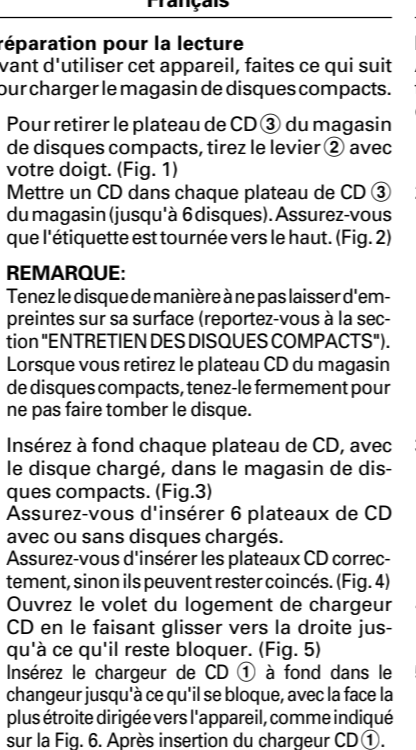 Français
réparation pour la lecture
vant d'utiliser cet appareil, faites ce qui suit
our charger le magasin de disques compacts.
Pour retirer le plateau de CD ③ du magasin
de disques compacts, tirez le levier ② avec
votre doigt. (Fig. 1)
Mettre un CD dans chaque plateau de CD ③
du magasin (jusqu'à 6 disques). Assurez-vous
que l'étiquette est tournée vers le haut. (Fig. 2)
REMARQUE:
Tenez le disque de manière à ne pas laisser d'em-
preintes sur sa surface (reportez-vous à la sec-
tion "ENTRETIEN DES DISQUES COMPACTS").
Lorsque vous retirez le plateau CD du magasin
de disques compacts, tenez-le fermement pour
ne pas faire tomber le disque.
Insérez à fond chaque plateau de CD, avec
le disque chargé, dans le magasin de dis-
ques compacts. (Fig.3)
Assurez-vous d'insérer 6 plateaux de CD
avec ou sans disques chargés.
Assurez-vous d'insérer les plateaux CD correc-
tement, sinon ils peuvent rester coincés. (Fig. 4)
Ouvrez le volet du logement de chargeur
CD en le faisant glisser vers la droite jus-
qu'à ce qu'il reste bloquer. (Fig. 5)
Insérez le chargeur de CD ① à fond dans le
changeur jusqu'à ce qu'il se bloque, avec la face la
plus étroite dirigée vers l'appareil, comme indiqué
sur la Fig. 6. Après insertion du chargeur CD ①.